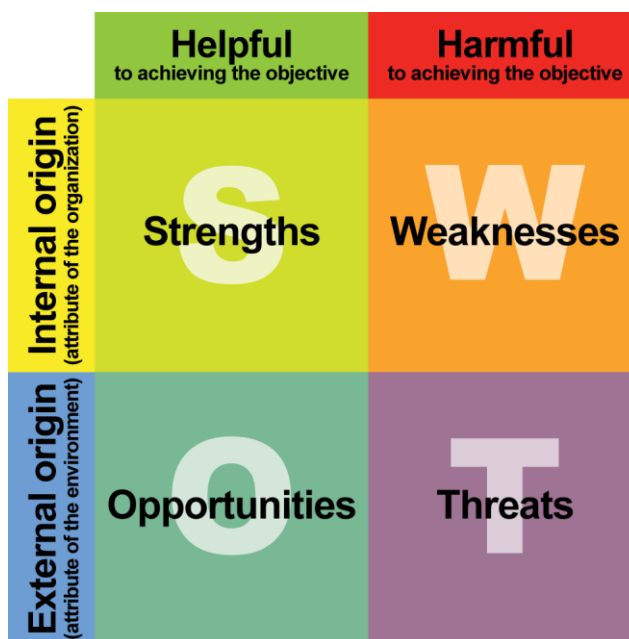 Helpful
to achieving the objective
Harmful
to achieving the objective
Internal origin
(attribute of the organization)
S
Strengths
W
Weaknesses
External origin
(attribute of the environment)
O
Opportunities
T
Threats